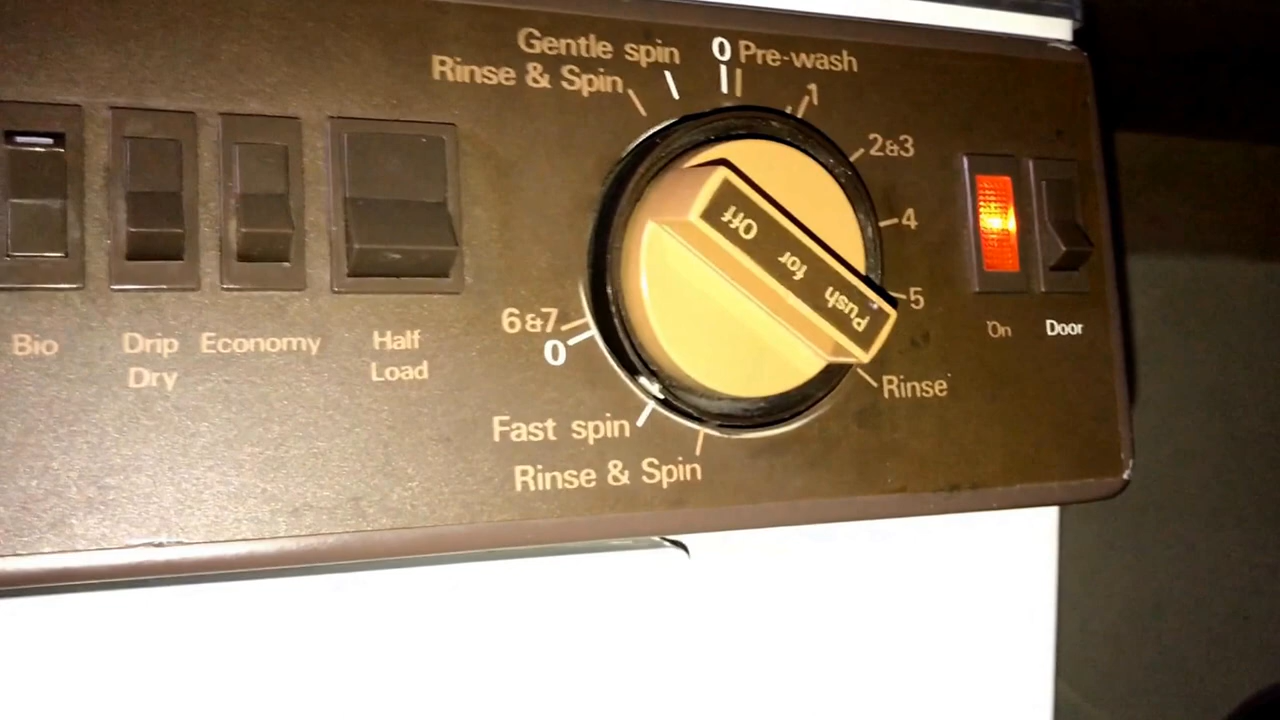 Gentle spin
0
Pre-wash
Rinse & Spin
1
2&3
4
5
Rinse
Push for Off
6&7
0
Fast spin
Rinse & Spin
Bio
Drip
Dry
Economy
Half
Load
On
Door